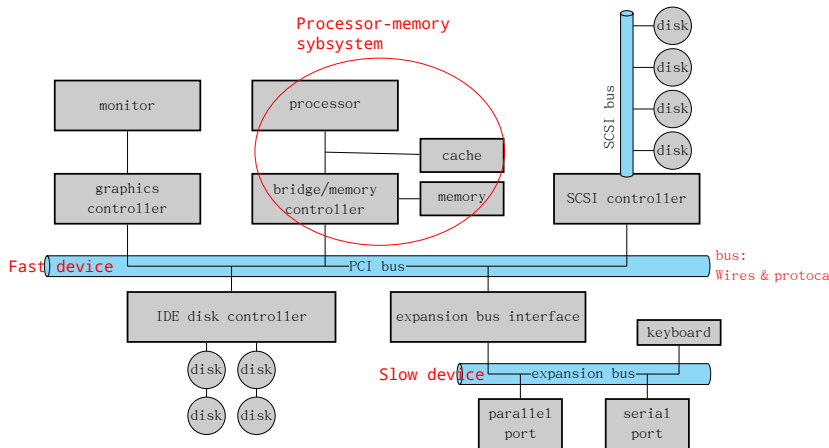 Processor-memory
sybsystem
disk
disk
disk
disk
SCSI bus
monitor
processor
cache
graphics
controller
bridge/memory
controller
memory
SCSI controller
Fast device
PCI bus
bus:
Wires & protoca
IDE disk controller
expansion bus interface
keyboard
disk
disk
disk
disk
Slow device
expansion bus
parallel
port
serial
port